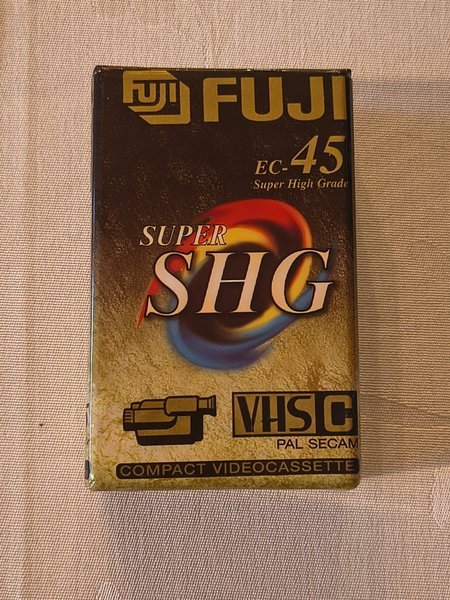 FUJI FUJI
EC-45
Super High Grade
SUPER
SHG
VHS C
PAL SECAM
COMPACT VIDEOCASSETTE